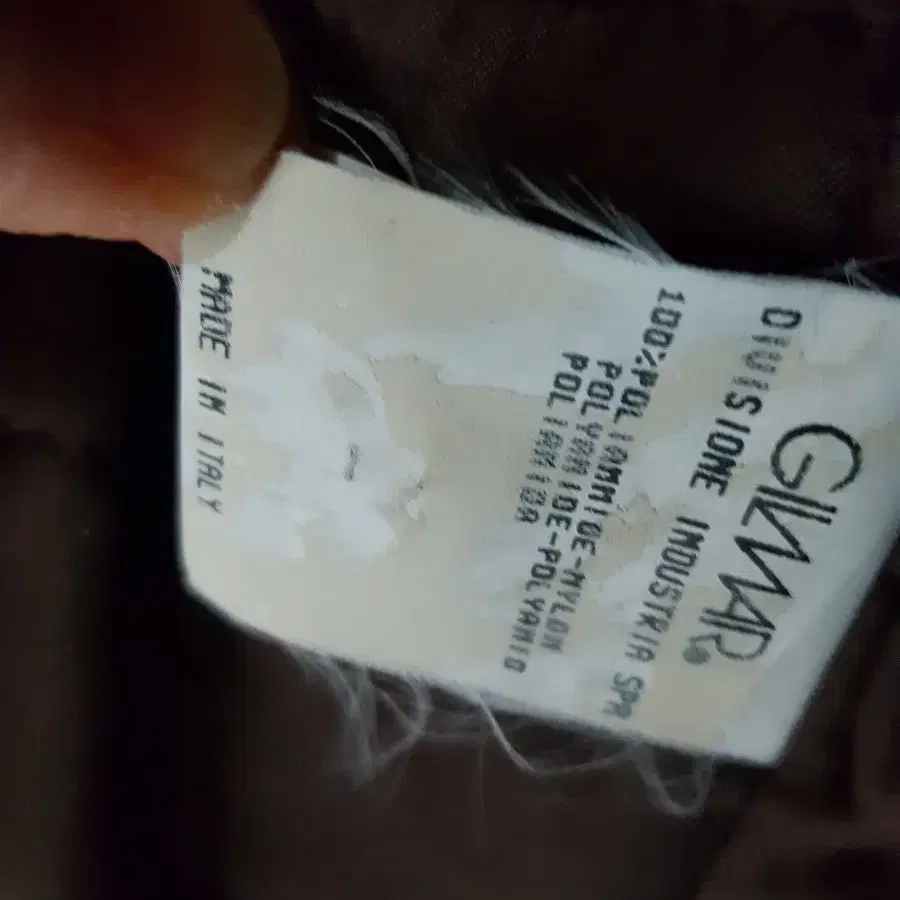 GILMAR
DIVISIONE INDUSTRIA SPA
100%POLIAMMIDE-NYLON
POLYAMIDE-POLYAMID
POLIAMIDA
MADE IN ITALY